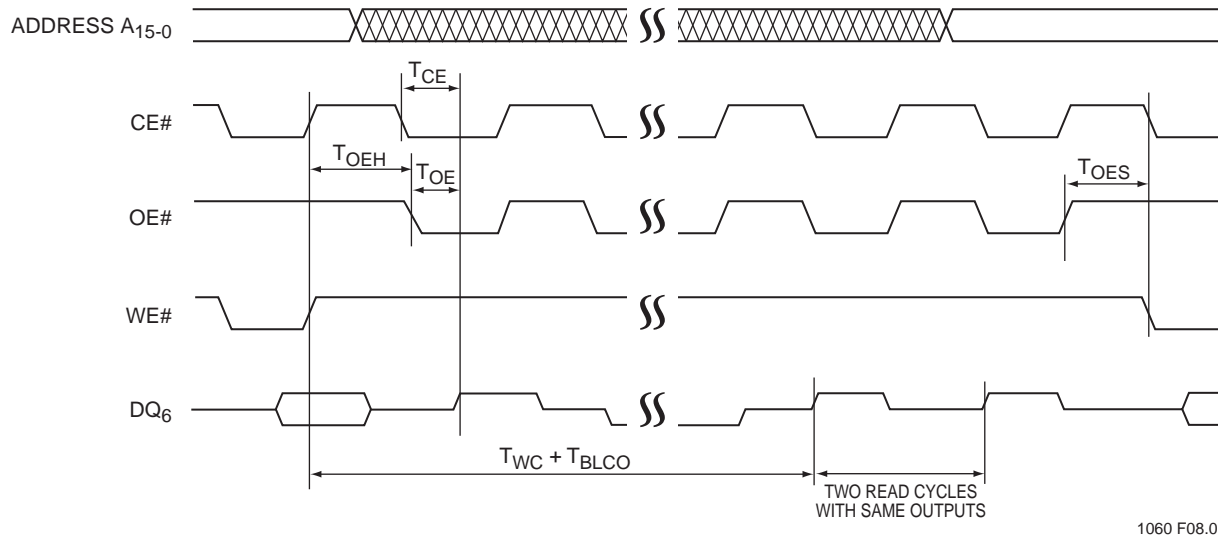 ADDRESS A15-0
TCE
CE#
TOEH
TOE
TOES
OE#
WE#
DQ6
TWC + TBLCO
TWO READ CYCLES
WITH SAME OUTPUTS
1060 F08.0